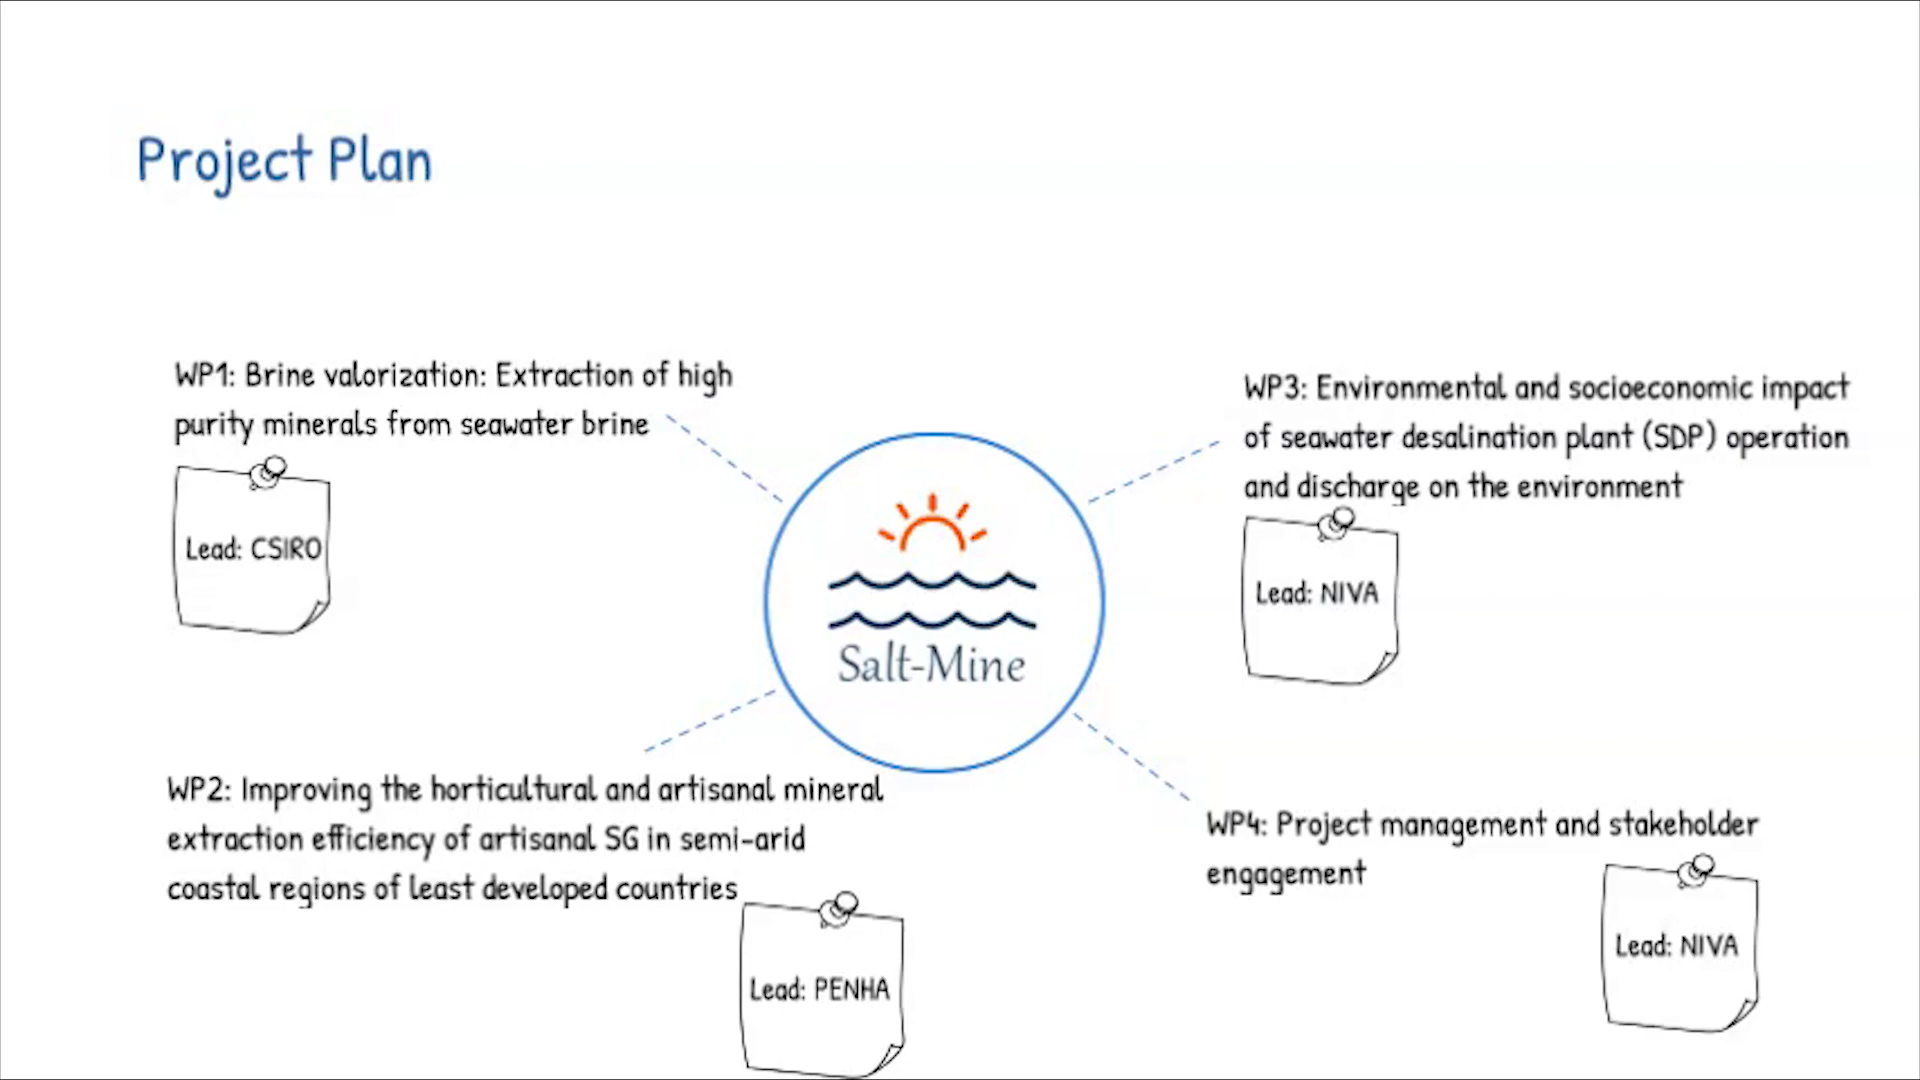 Project Plan
WP1: Brine valorization: Extraction of high
purity minerals from seawater brine
Lead: CSIRO
WP2: Improving the horticultural and artisanal mineral
extraction efficiency of artisanal SG in semi-arid
coastal regions of least developed countries
Lead: PENHA
Salt-Mine
WP3: Environmental and socioeconomic impact
of seawater desalination plant (SDP) operation
and discharge on the environment
Lead: NIVA
WP4: Project management and stakeholder
engagement
Lead: NIVA